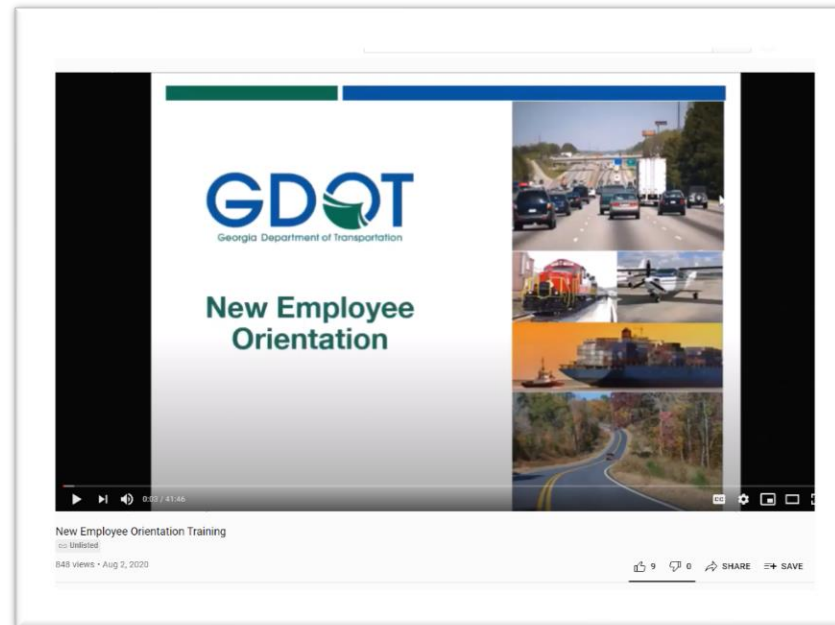 GDOT
Georgia Department of Transportation
New Employee
Orientation
0:03 / 41:46
CC
New Employee Orientation Training
Unlisted
848 views • Aug 2, 2020
9
0
SHARE
SAVE